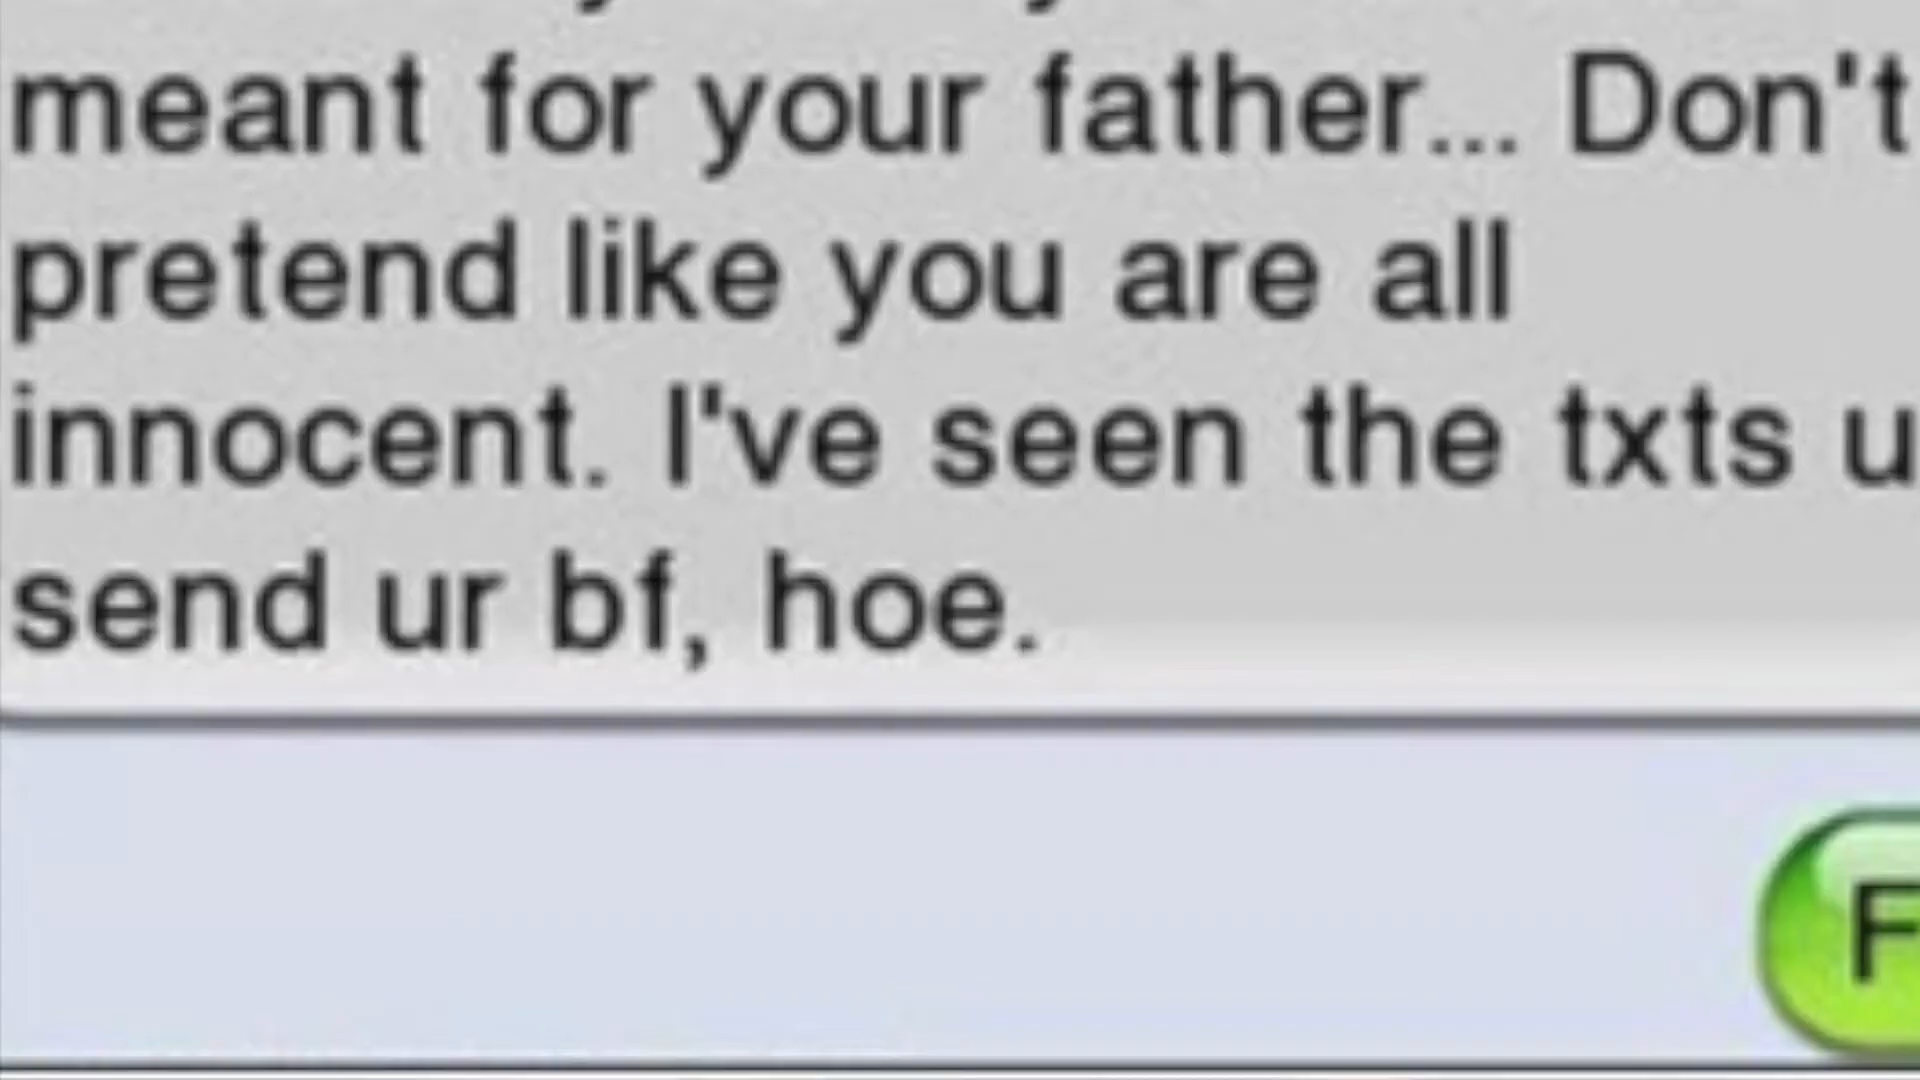 meant for your father... Don't
pretend like you are all
innocent. I've seen the txts u
send ur bf, hoe.
F